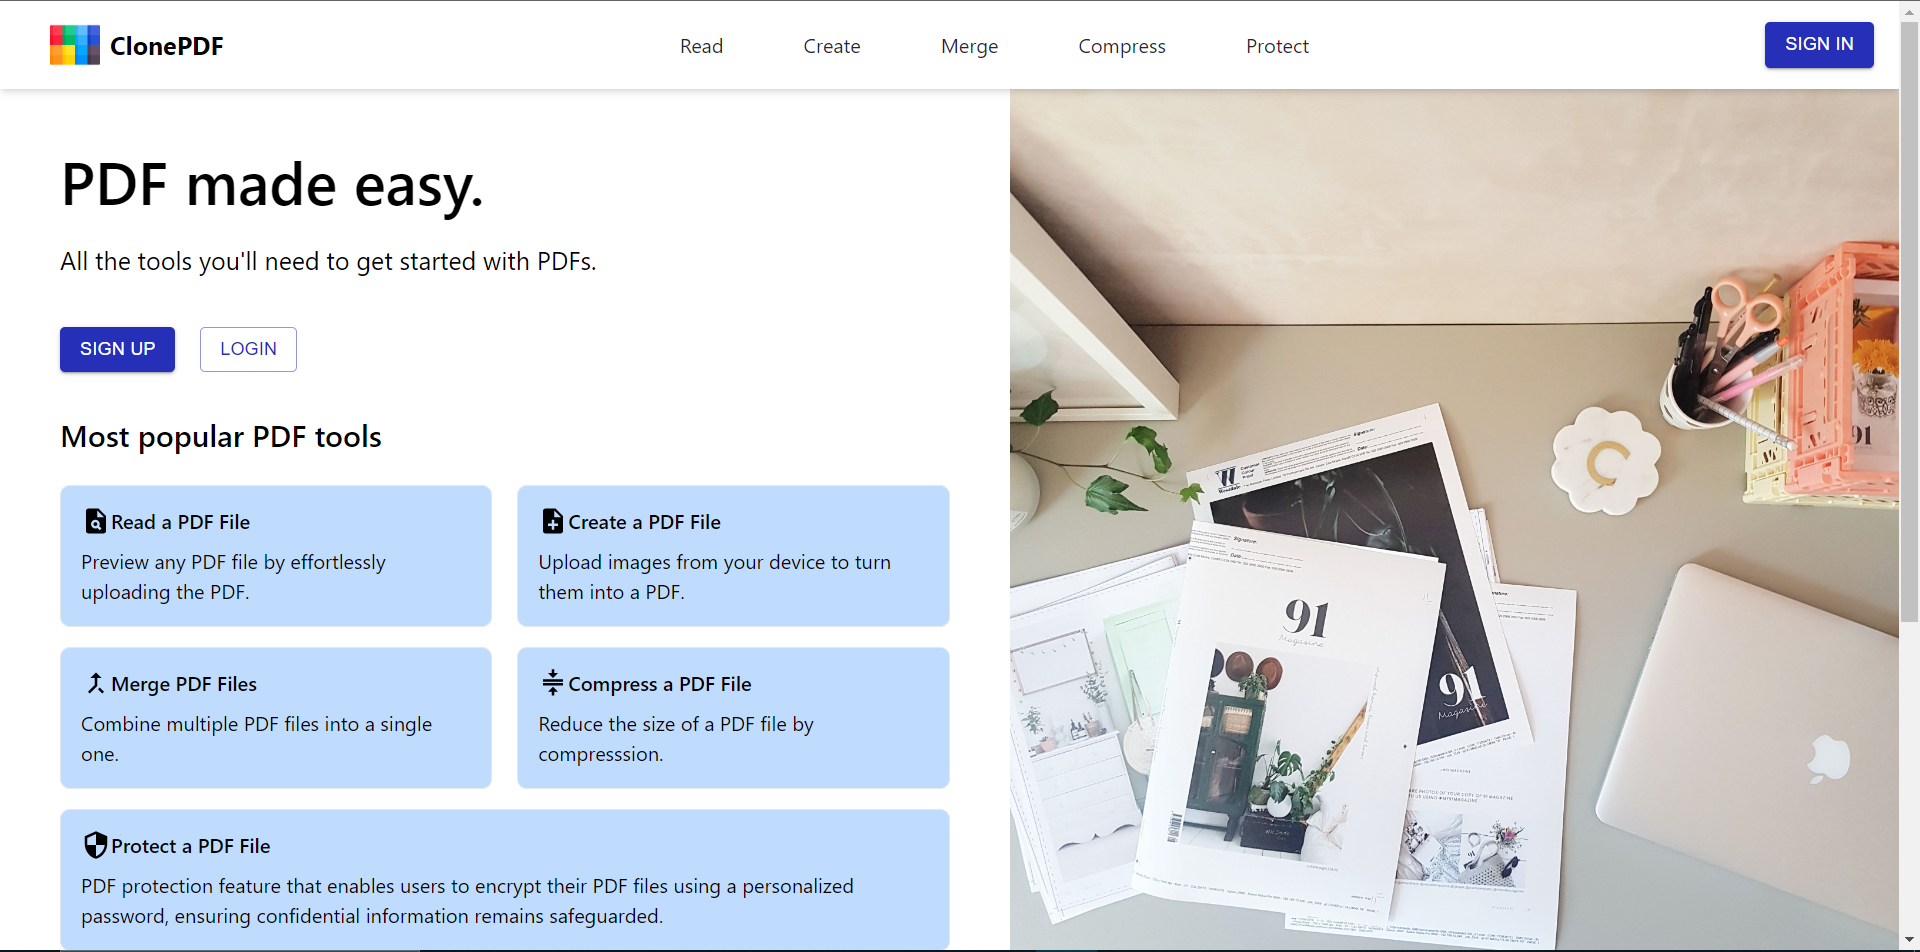 ClonePDF
Read
Create
Merge
Compress
Protect
SIGN IN
PDF made easy.
All the tools you'll need to get started with PDFs.
SIGN UP
LOGIN
Most popular PDF tools
Read a PDF File
Preview any PDF file by effortlessly
uploading the PDF.
Create a PDF File
Upload images from your device to turn
them into a PDF.
Merge PDF Files
Combine multiple PDF files into a single
one.
Compress a PDF File
Reduce the size of a PDF file by
compresssion.
Protect a PDF File
PDF protection feature that enables users to encrypt their PDF files using a personalized
password, ensuring confidential information remains safeguarded.
C
91
Signature:
Date
Signature:
Date
91
Magazine
91
Magazine